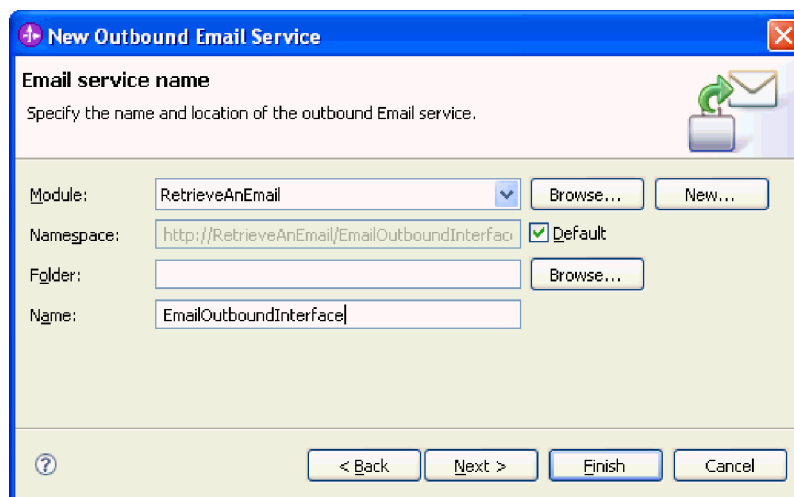 New Outbound Email Service
Email service name
Specify the name and location of the outbound Email service.
Module: RetrieveAnEmail Browse... New...
Namespace: http://RetrieveAnEmail/EmailOutboundInterfac Default
Folder: Browse...
Name: EmailOutboundInterface
? < Back Next > Finish Cancel